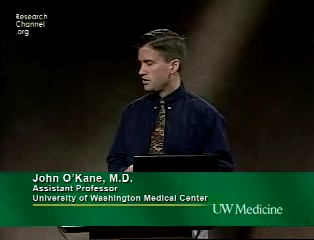 Research
Channel
.org
John O'Kane, M.D.
Assistant Professor
University of Washington Medical Center
UW Medicine